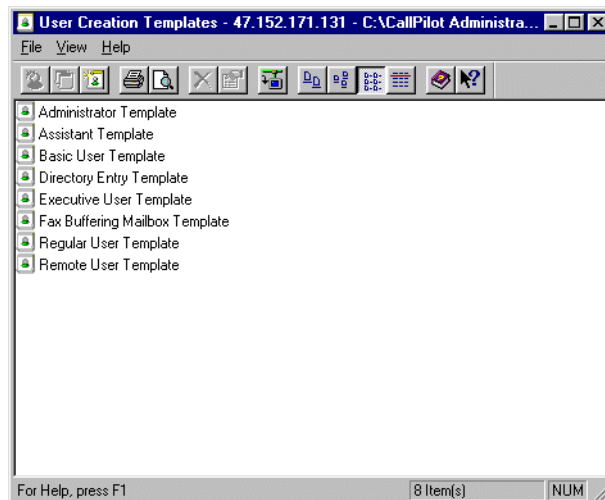 User Creation Templates - 47.152.171.131 - C:\CallPilot Administra...
File View Help
Administrator Template
Assistant Template
Basic User Template
Directory Entry Template
Executive User Template
Fax Buffering Mailbox Template
Regular User Template
Remote User Template
For Help, press F1 8 Item(s) NUM